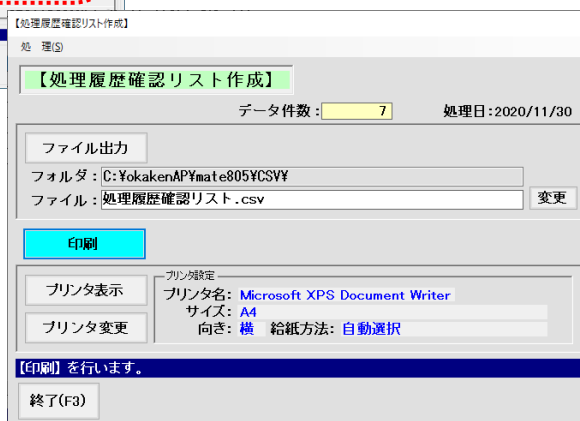 【処理履歴確認リスト作成】
処　理(S)
【処理履歴確認リスト作成】
データ件数： 7 処理日:2020/11/30
ファイル出力
フォルダ： C:¥okakenAP¥mate805¥CSV¥
ファイル： 処理履歴確認リスト.csv 変更
印刷
プリンタ設定
プリンタ表示 プリンタ名： Microsoft XPS Document Writer
サイズ： A4
プリンタ変更 向き： 横 給紙方法： 自動選択
【印刷】を行います。
終了(F3)